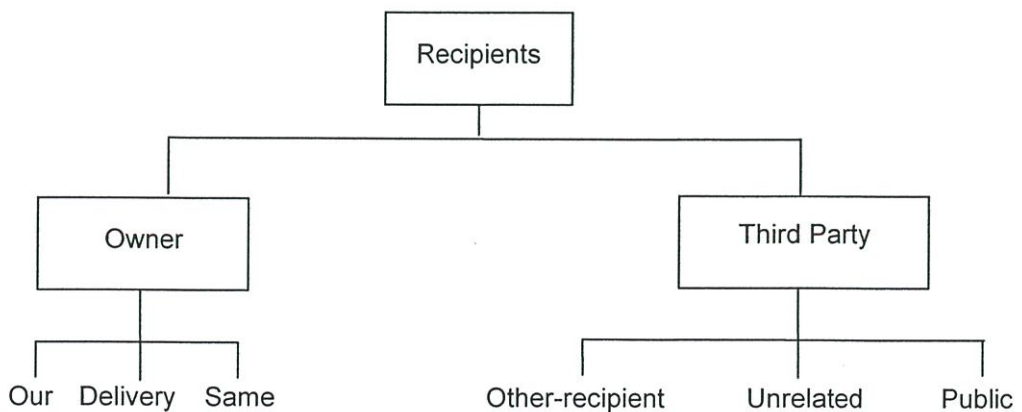 Recipients
Owner
Third Party
Our Delivery Same
Other-recipient Unrelated Public